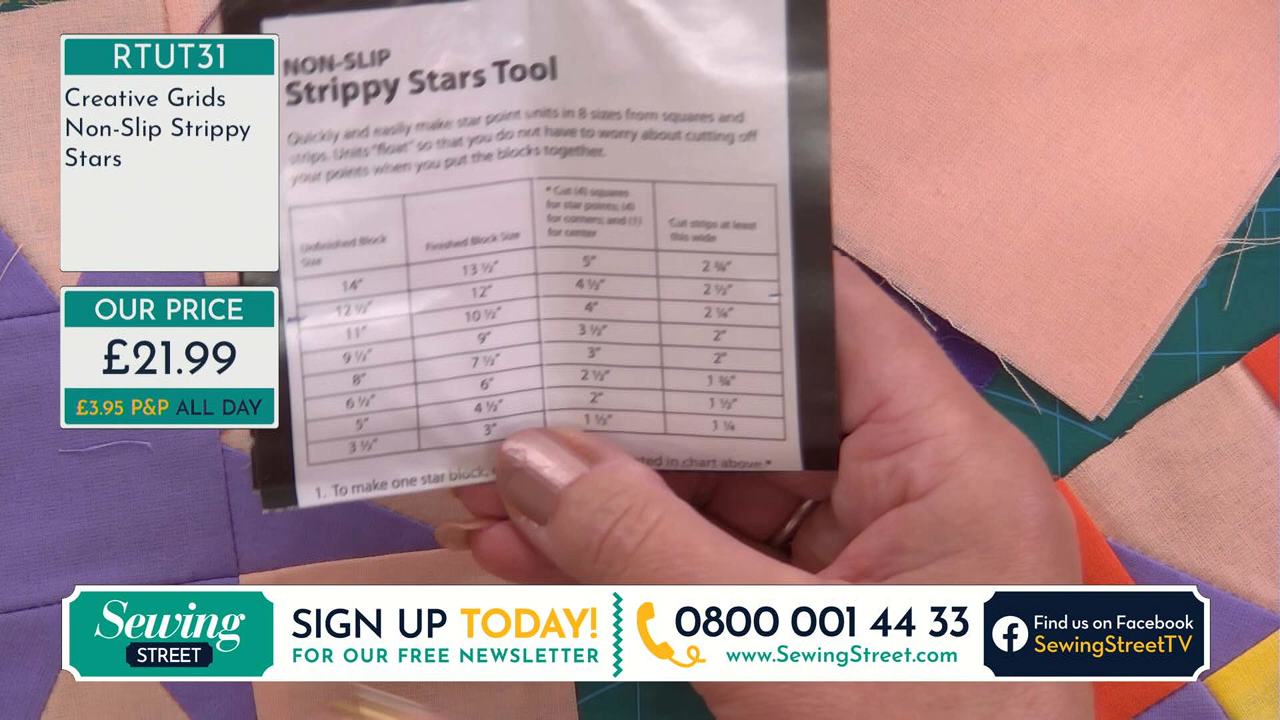 RTUT31
Creative Grids
Non-Slip Strippy
Stars
OUR PRICE
£21.99
£3.95 P&P ALL DAY
NON-SLIP
Strippy Stars Tool
Quickly and easily make star point units in 8 sizes from squares and
strips. Units "float" so that you do not have to worry about cutting off
your points when you put the blocks together.
Unfinished Block Size
Finished Block Size
* Cut (4) squares
for star points; (4)
for corners; and (1)
for center
Cut strips at least
this wide
14" 13 ½" 5" 2 ¾"
12 ½" 12" 4 ½" 2 ½"
11" 10 ½" 4" 2 ¼"
9 ½" 9" 3 ½" 2"
8" 7 ½" 3" 2"
6 ½" 6" 2 ½" 1 ¾"
5" 4 ½" 2" 1 ½"
3 ½" 3" 1 ½" 1 ¼
1. To make one star block,
ted in chart above.*
Sewing
STREET
SIGN UP TODAY!
FOR OUR FREE NEWSLETTER
0800 001 44 33
www.SewingStreet.com
Find us on Facebook
SewingStreetTV